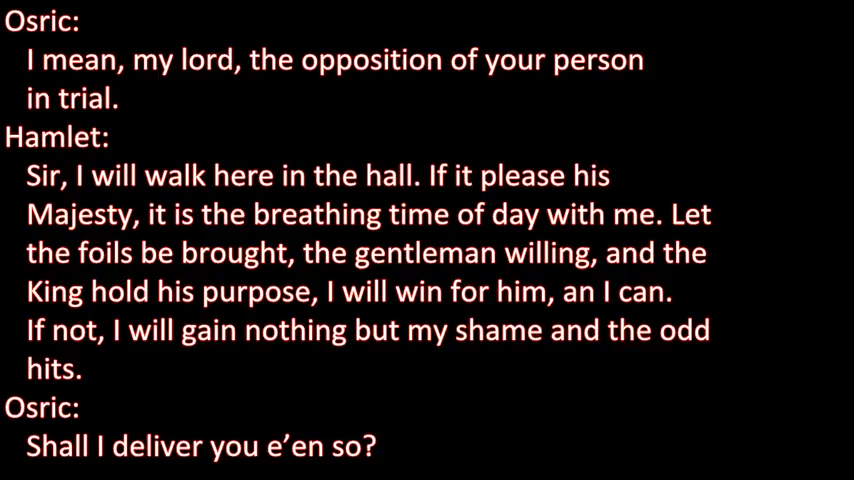 Osric:
I mean, my lord, the opposition of your person
in trial.
Hamlet:
Sir, I will walk here in the hall. If it please his
Majesty, it is the breathing time of day with me. Let
the foils be brought, the gentleman willing, and the
King hold his purpose, I will win for him, an I can.
If not, I will gain nothing but my shame and the odd
hits.
Osric:
Shall I deliver you e’en so?